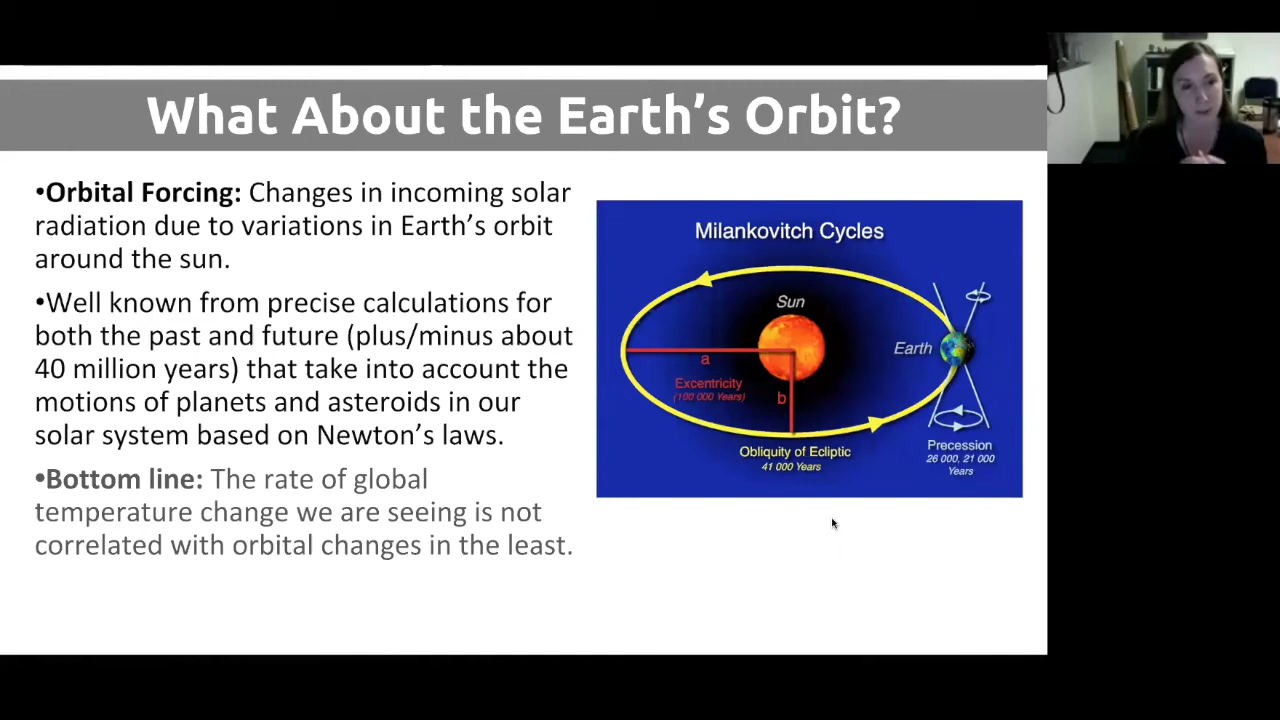 What About the Earth's Orbit?
•Orbital Forcing: Changes in incoming solar
radiation due to variations in Earth's orbit
around the sun.
•Well known from precise calculations for
both the past and future (plus/minus about
40 million years) that take into account the
motions of planets and asteroids in our
solar system based on Newton's laws.
•Bottom line: The rate of global
temperature change we are seeing is not
correlated with orbital changes in the least.
Milankovitch Cycles
Sun
Earth
a
Excentricity
(100 000 Years)
b
Obliquity of Ecliptic
41 000 Years
Precession
26 000, 21 000
Years